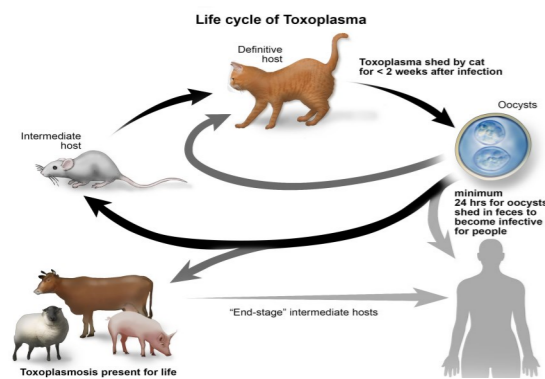 Life cycle of Toxoplasma
Definitive
host
Toxoplasma shed by cat
for < 2 weeks after infection
Oocysts
Intermediate
host
minimum
24 hrs for oocysts
shed in feces to
become infective
for people
"End-stage" intermediate hosts
Toxoplasmosis present for life